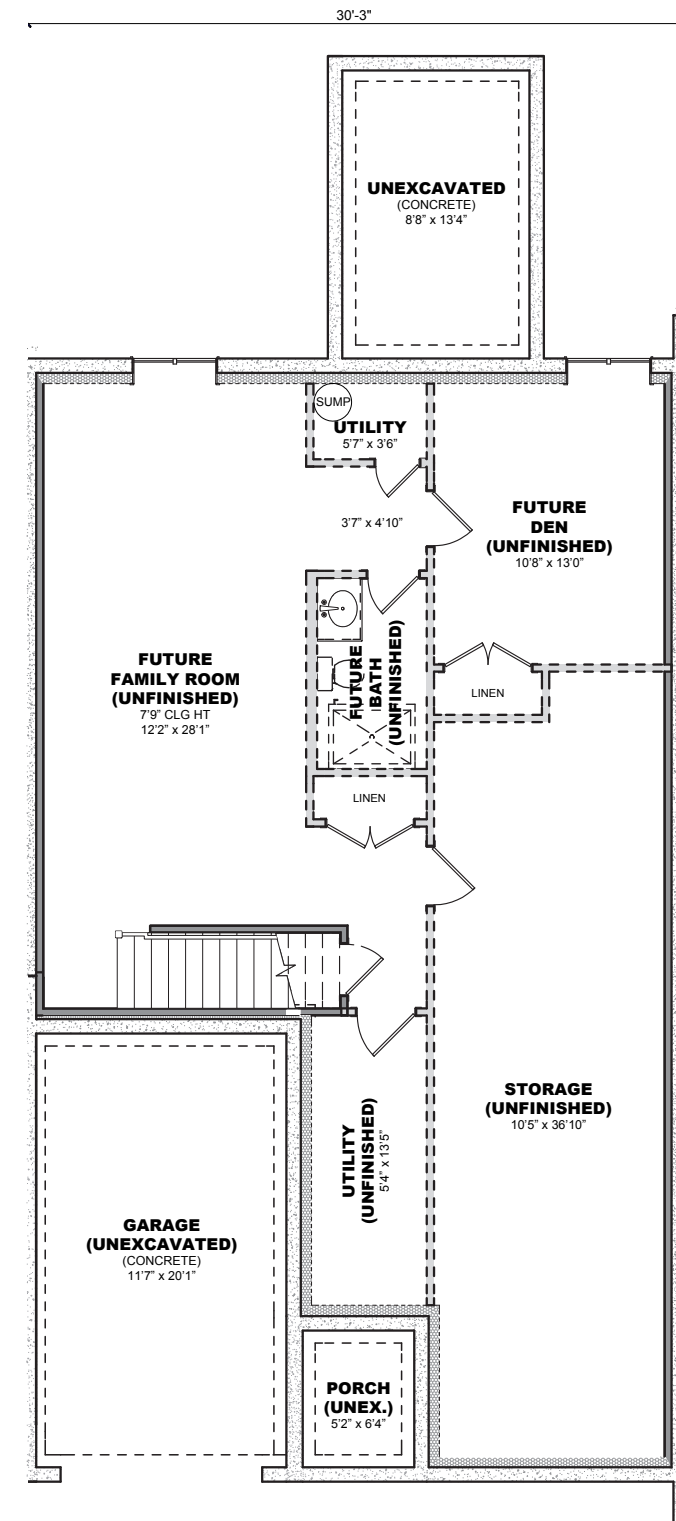 30'-3"
UNEXCAVATED
(CONCRETE)
8'8" x 13'4"
SUMP
UTILITY
5'7" x 3'6"
3'7" x 4'10"
FUTURE
DEN
(UNFINISHED)
10'8" x 13'0"
FUTURE
BATH
(UNFINISHED)
FUTURE
FAMILY ROOM
(UNFINISHED)
7'9" CLG HT
12'2" x 28'1"
LINEN
LINEN
STORAGE
(UNFINISHED)
10'5" x 36'10"
UTILITY
(UNFINISHED)
5'4" x 13'5"
GARAGE
(UNEXCAVATED)
(CONCRETE)
11'7" x 20'1"
PORCH
(UNEX.)
5'2" x 6'4"